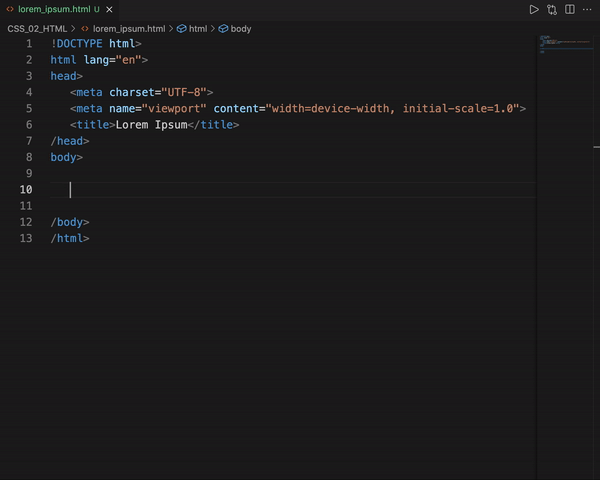 lorem_ipsum.html U
CSS_02_HTML > lorem_ipsum.html > html > body
1 !DOCTYPE html>
2 html lang="en">
3 head>
4 <meta charset="UTF-8">
5 <meta name="viewport" content="width=device-width, initial-scale=1.0">
6 <title>Lorem Ipsum</title>
7 /head>
8 body>
9
10
11
12 /body>
13 /html>